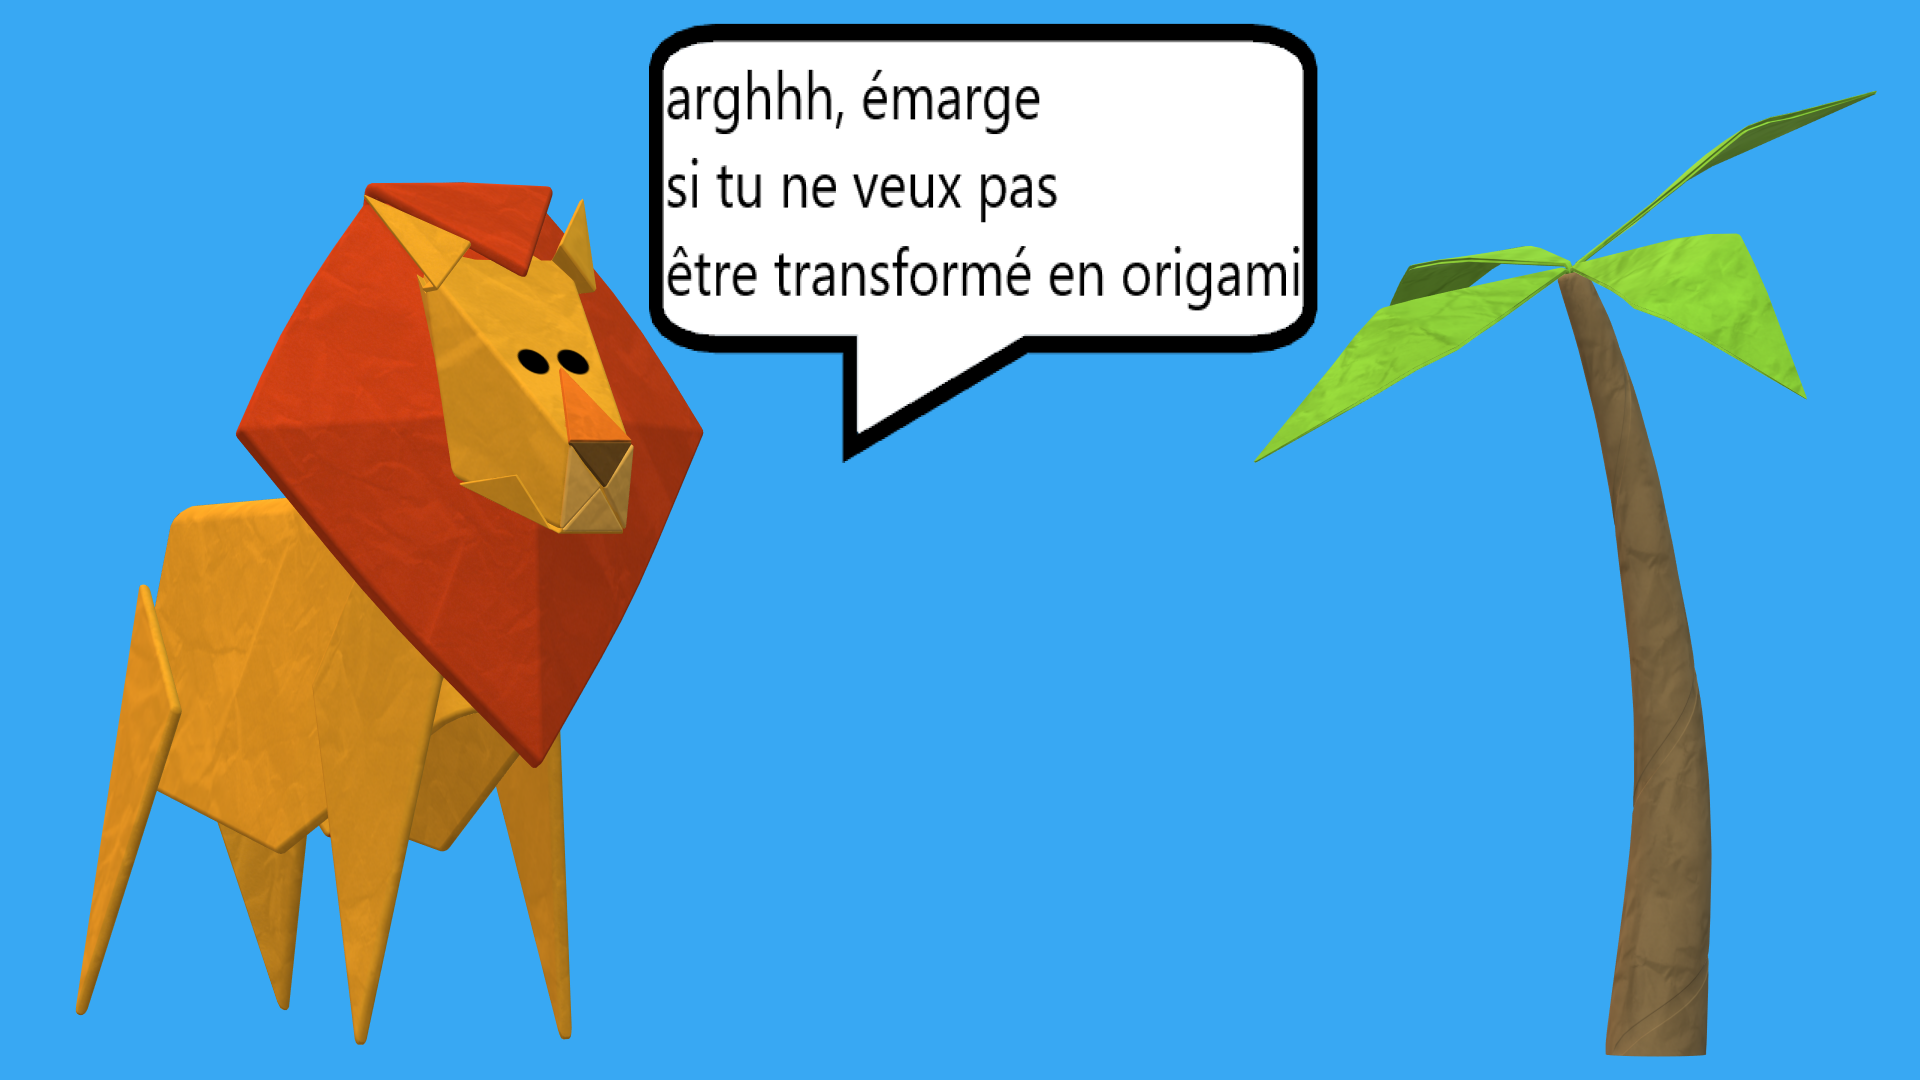 arghhh, émarge
si tu ne veux pas
être transformé en origami